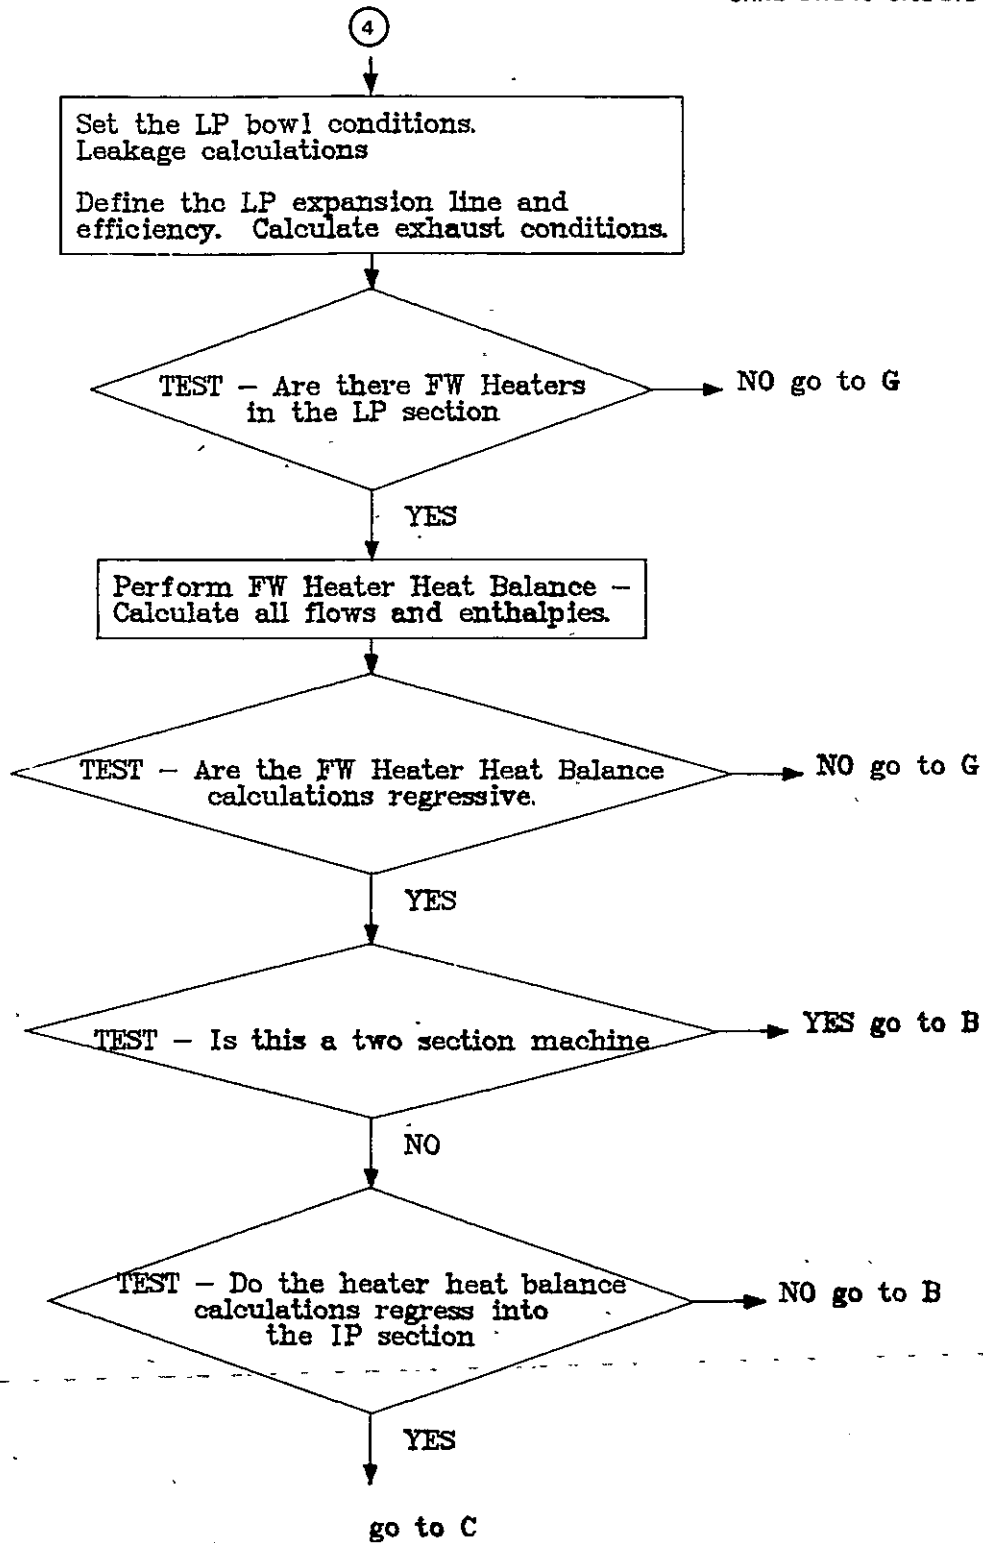 4
Set the LP bowl conditions.
Leakage calculations
Define the LP expansion line and
efficiency. Calculate exhaust conditions.
TEST — Are there FW Heaters
in the LP section
NO go to G
YES
Perform FW Heater Heat Balance —
Calculate all flows and enthalpies.
TEST — Are the FW Heater Heat Balance
calculations regressive.
NO go to G
YES
TEST — Is this a two section machine
YES go to B
NO
TEST — Do the heater heat balance
calculations regress into
the IP section
NO go to B
YES
go to C